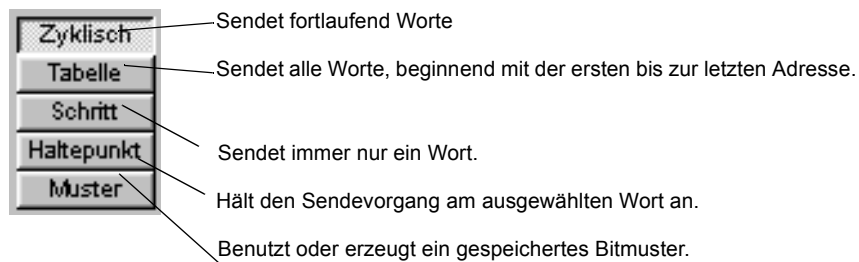 Zyklisch
Sendet fortlaufend Worte
Tabelle
Sendet alle Worte, beginnend mit der ersten bis zur letzten Adresse.
Schritt
Sendet immer nur ein Wort.
Haltepunkt
Hält den Sendevorgang am ausgewählten Wort an.
Muster
Benutzt oder erzeugt ein gespeichertes Bitmuster.